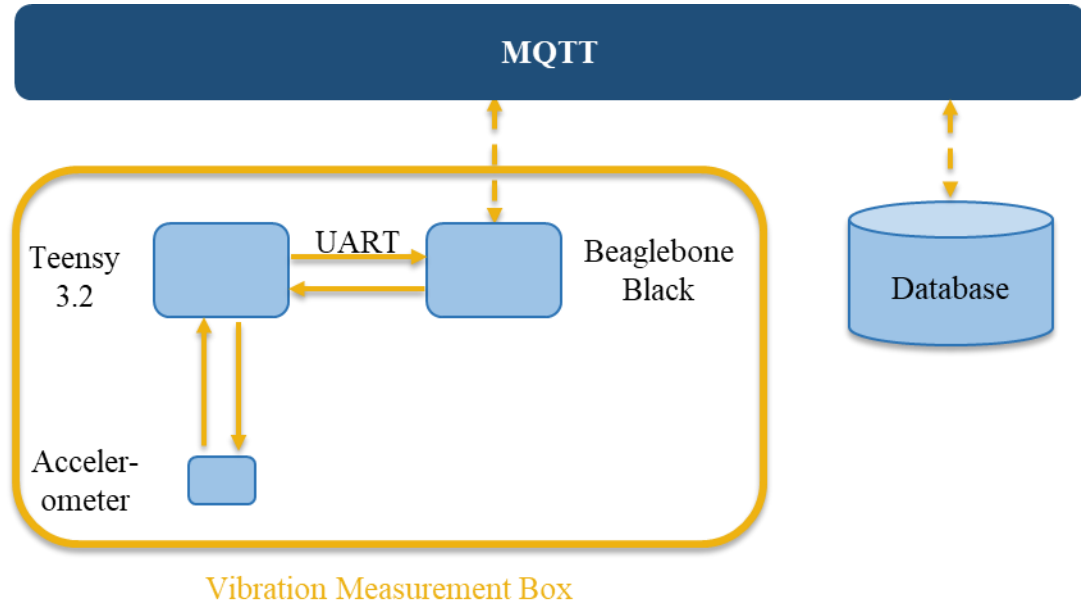 MQTT
UART
Teensy
3.2
Beaglebone
Black
Database
Acceler-
ometer
Vibration Measurement Box